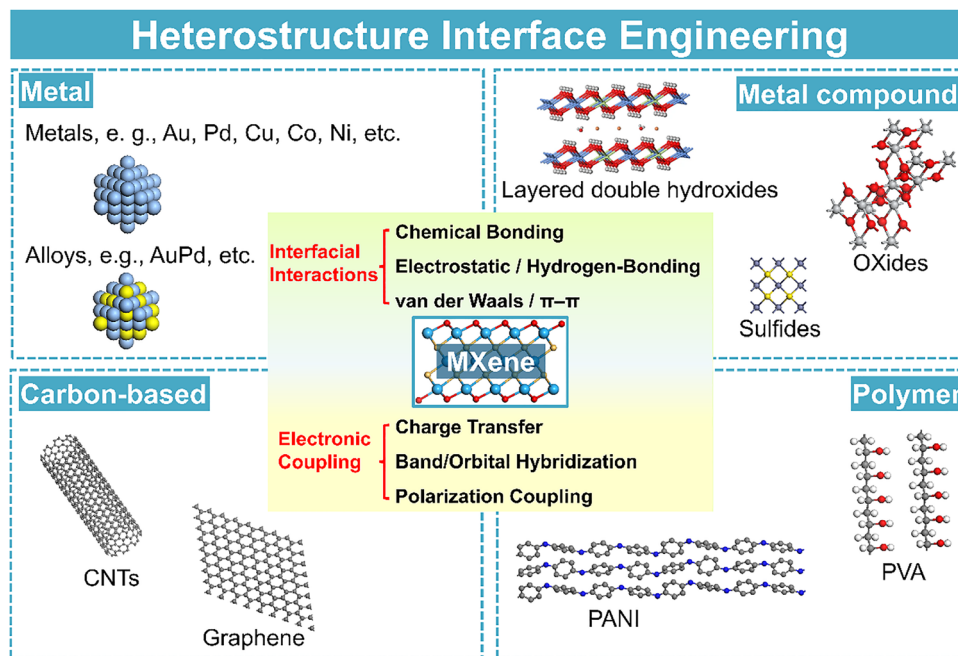 Heterostructure Interface Engineering
Metal
Metals, e. g., Au, Pd, Cu, Co, Ni, etc.
Alloys, e.g., AuPd, etc.
Metal compound
Layered double hydroxides
OXides
Sulfides
Interfacial
Interactions
Chemical Bonding
Electrostatic / Hydrogen-Bonding
van der Waals / π–π
MXene
Electronic
Coupling
Charge Transfer
Band/Orbital Hybridization
Polarization Coupling
Carbon-based
CNTs
Graphene
Polymer
PANI
PVA